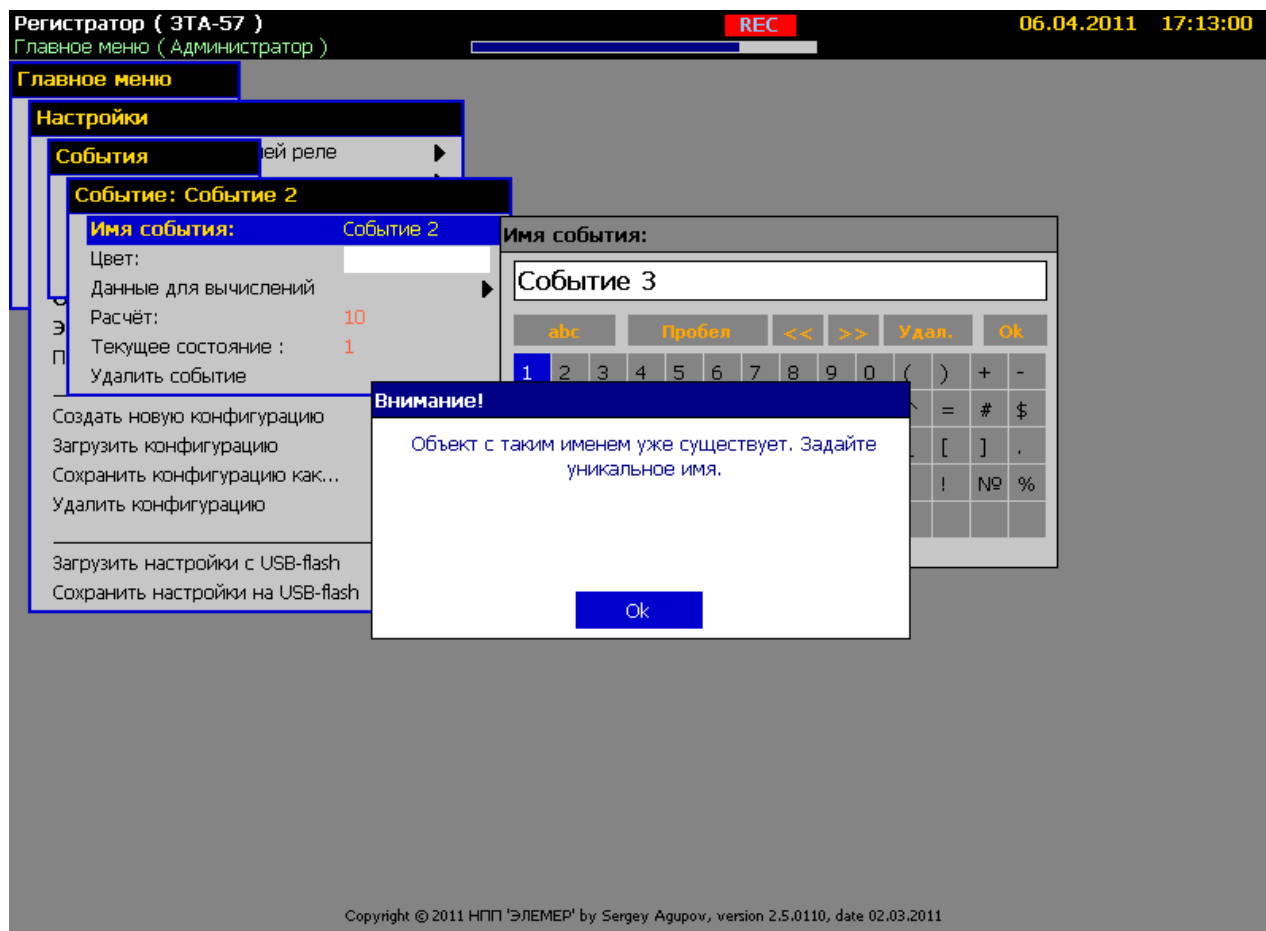 Регистратор ( ЗТА-57 )
REC
06.04.2011 17:13:00
Главное меню ( Администратор )
Главное меню
Настройки
События
ей реле
Событие: Событие 2
Имя события: Событие 2
Цвет:
Данные для вычислений
Расчёт: 10
Текущее состояние : 1
Удалить событие
Имя события:
Событие 3
abc Пробел << >> Удал. Ok
1 2 3 4 5 6 7 8 9 0 ( ) + -
^ = # $
_ [ ] .
! № %
Э
П
Создать новую конфигурацию
Загрузить конфигурацию
Сохранить конфигурацию как...
Удалить конфигурацию
Загрузить настройки с USB-flash
Сохранить настройки на USB-flash
Внимание!
Объект с таким именем уже существует. Задайте
уникальное имя.
Ok
Copyright © 2011 НПП 'ЭЛЕМЕР' by Sergey Agupov, version 2.5.0110, date 02.03.2011